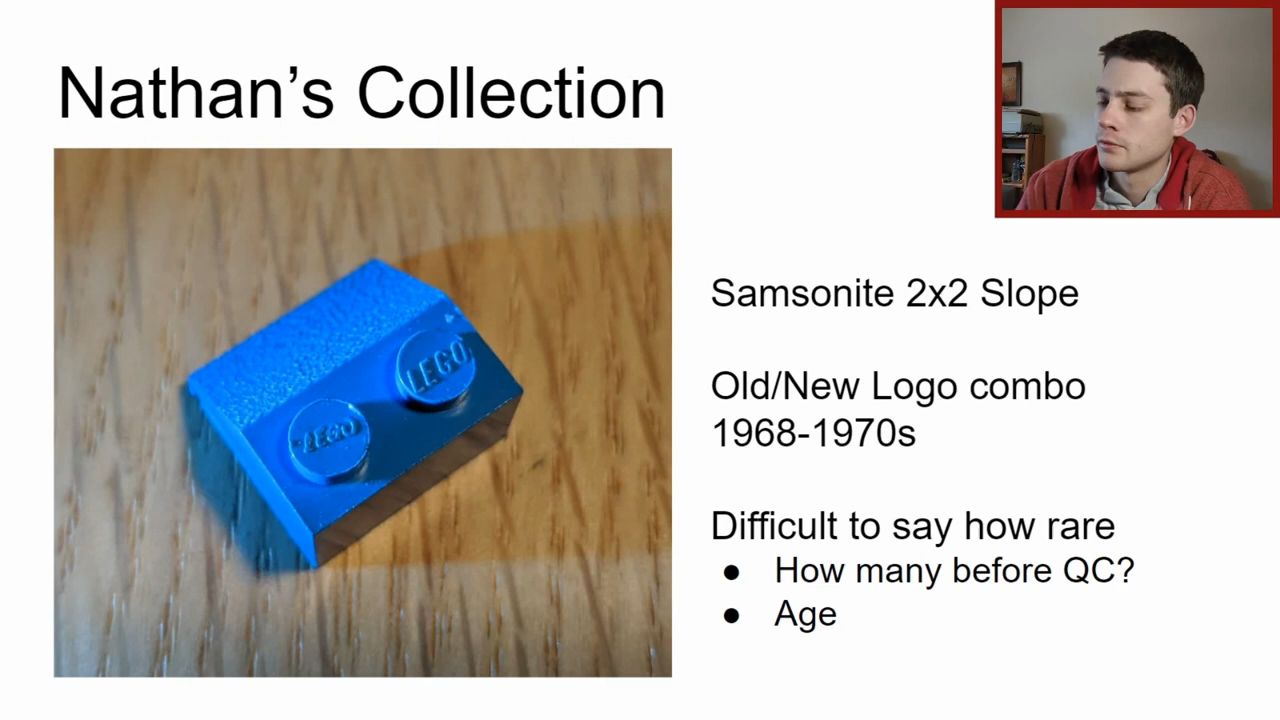 Nathan's Collection
LEGO
LEGO
Samsonite 2x2 Slope
Old/New Logo combo
1968-1970s
Difficult to say how rare
● How many before QC?
● Age